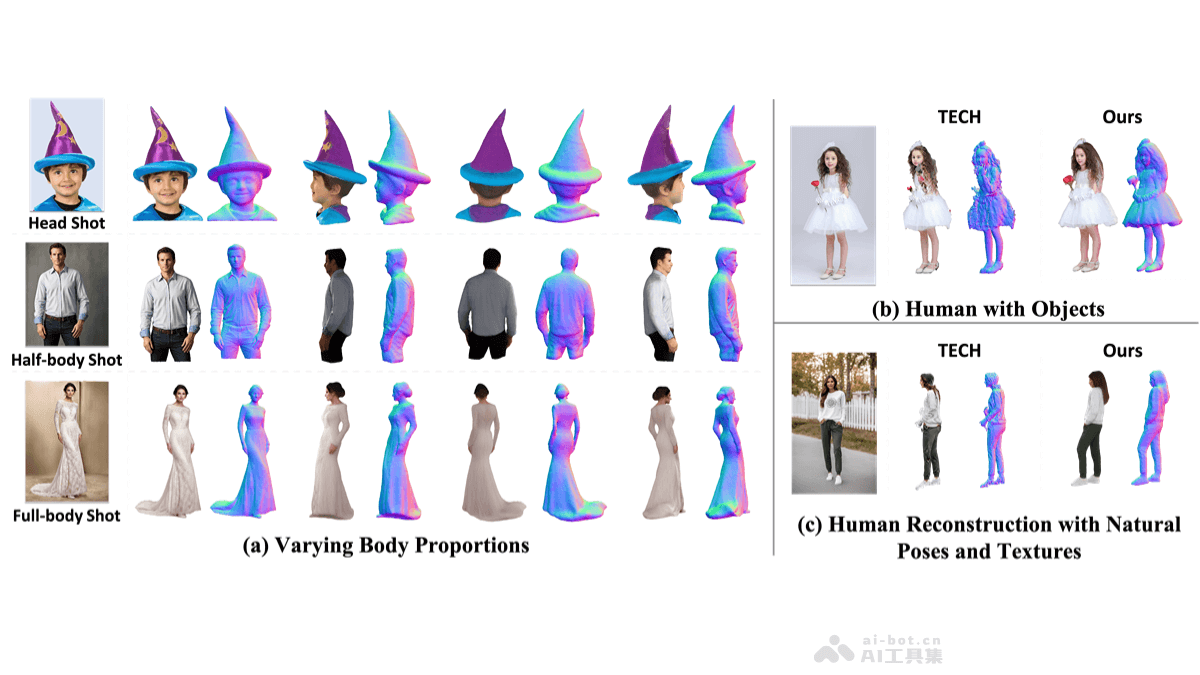 Head Shot
Half-body Shot
Full-body Shot
(a) Varying Body Proportions
TECH
Ours
(b) Human with Objects
TECH
Ours
(c) Human Reconstruction with Natural
Poses and Textures
ai-bot.cn
AI工具集